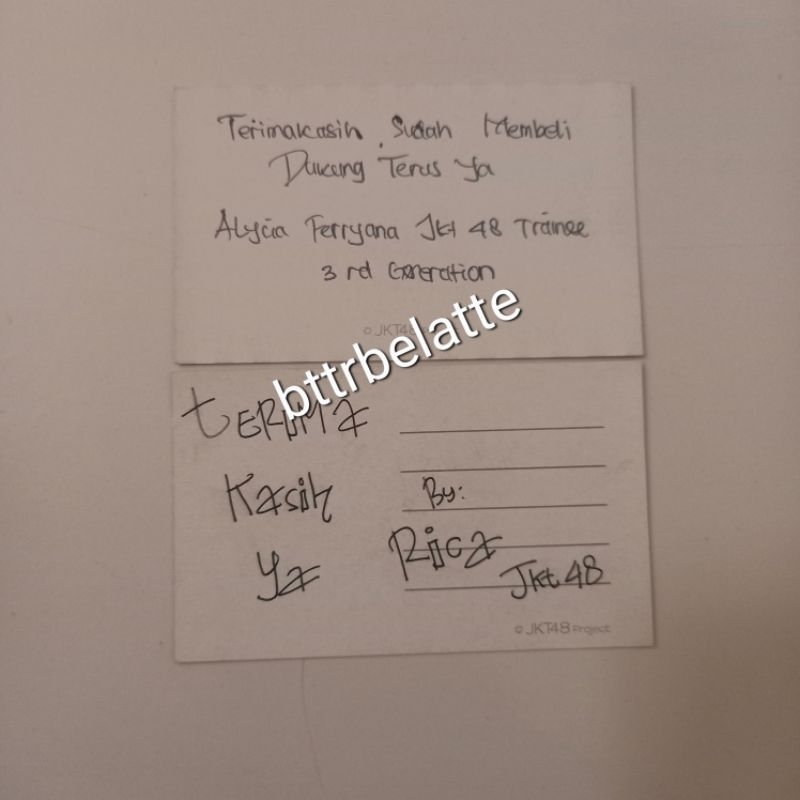 Terimakasih Sudah Membeli
Dukung Terus Ya
Alycia Ferryana Jkt 48 Trainee
3 rd Generation
© JKT48
bttrbelatte
tERIMA
Kasih
Ya
By:
Rica
Jkt 48
© JKT48 Project